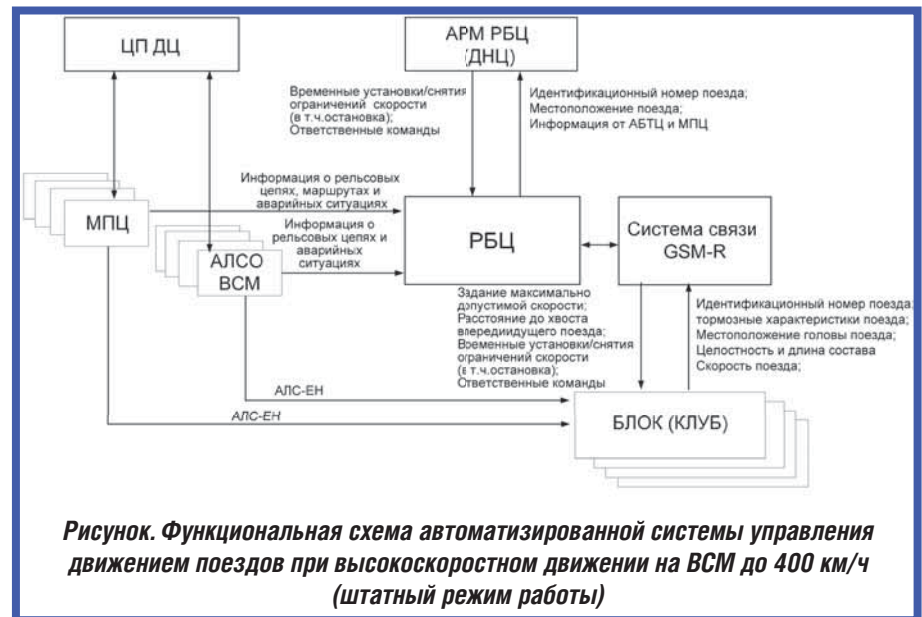 ЦП ДЦ
АРМ РБЦ
(ДНЦ)
Временные установки/снятия
ограничений скорости
(в т.ч.остановка);
Ответственные команды
Идентификационный номер поезда;
Местоположение поезда;
Информация от АБТЦ и МПЦ
Информация о рельсовых
цепях, маршрутах и
аварийных ситуациях
МПЦ
Информация о
рельсовых цепях и
аварийных
ситуациях
АЛСО
ВСМ
РБЦ
Система связи
GSM-R
Задание максимально
допустимой скорости;
Расстояние до хвоста
впередиидущего поезда;
Временные установки/снятия
ограничений скорости
(в т.ч.остановка);
Ответственные команды
Идентификационный номер поезда;
тормозные характеристики поезда;
Местоположение головы поезда;
Целостность и длина состава
Скорость поезда;
АЛС-ЕН
АЛС-ЕН
БЛОК (КЛУБ)
Рисунок. Функциональная схема автоматизированной системы управления
движением поездов при высокоскоростном движении на ВСМ до 400 км/ч
(штатный режим работы)